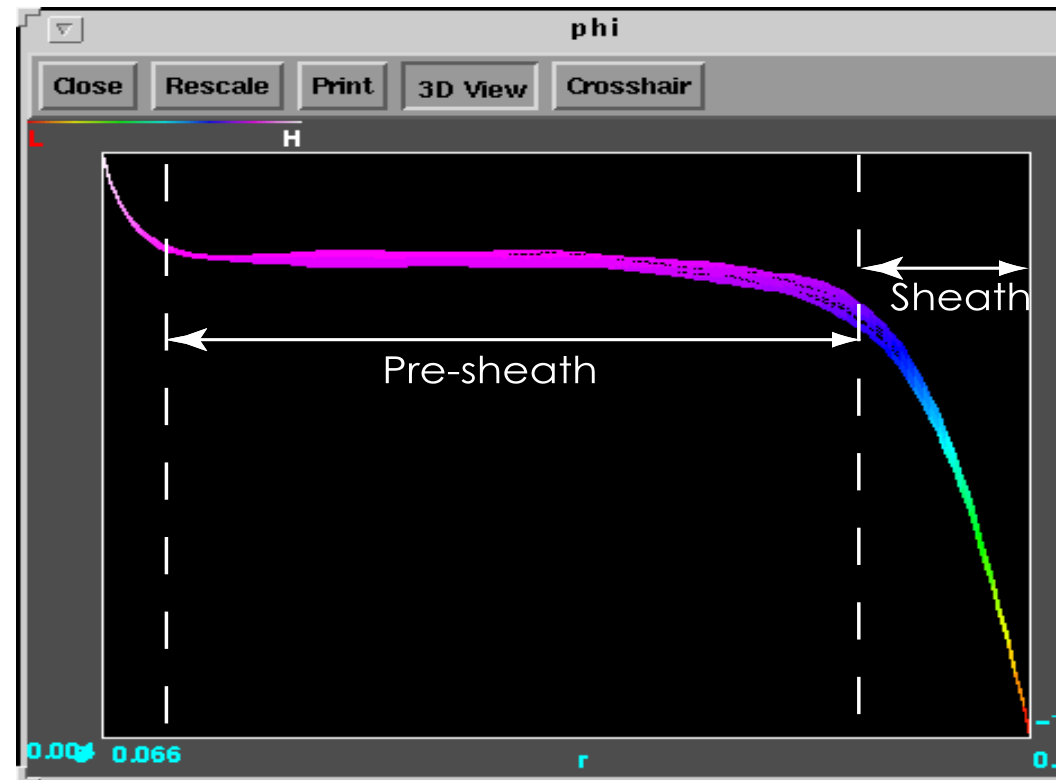 phi
Close Rescale Print 3D View Crosshair
L H
Sheath
Pre-sheath
0.066 r